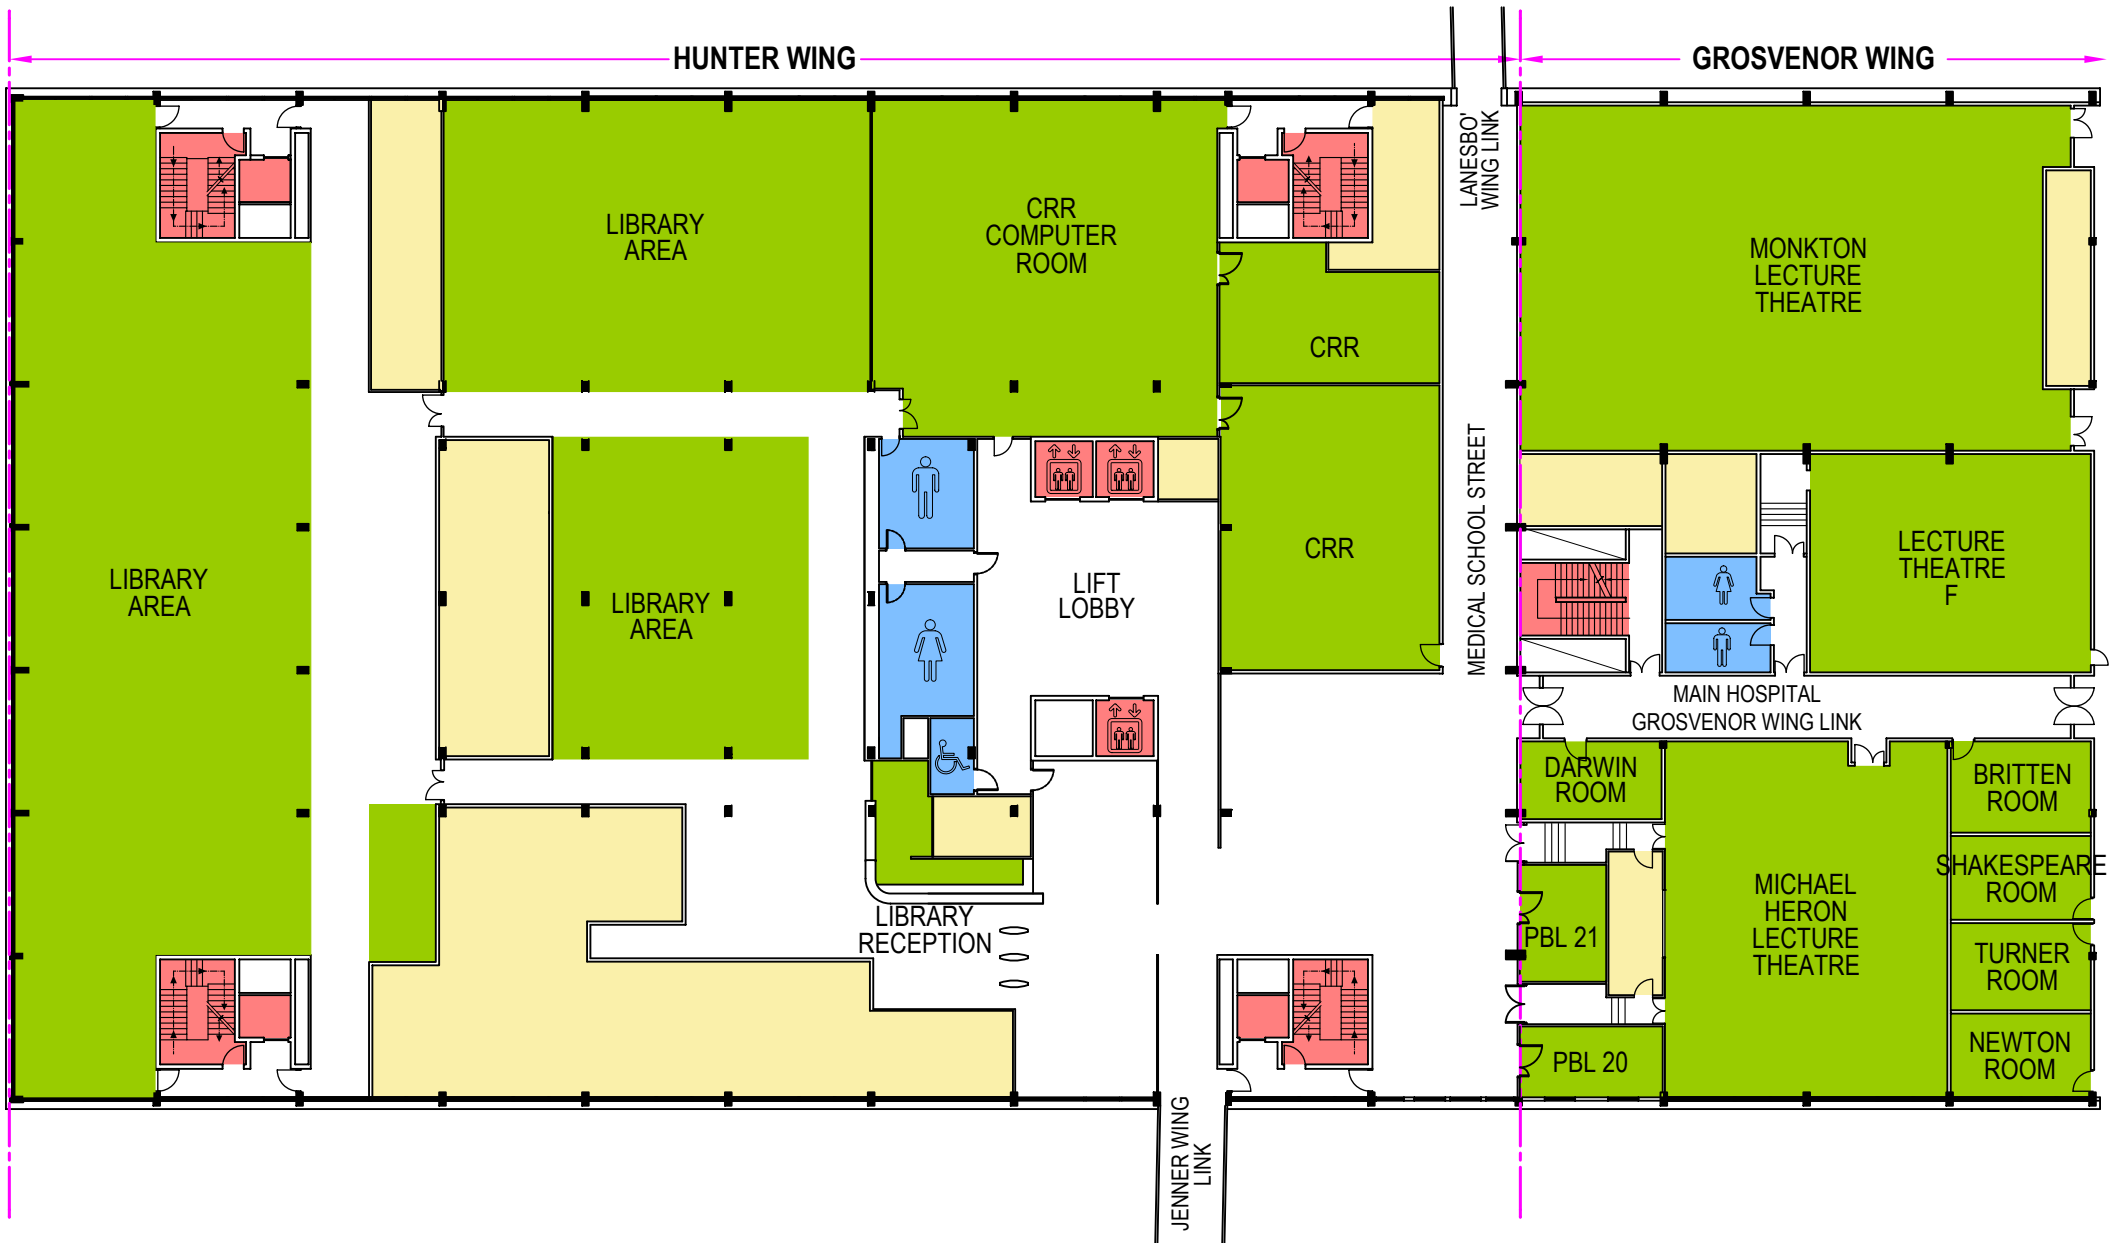 HUNTER WING
GROSVENOR WING
LANESBO'
WING LINK
LIBRARY
AREA
CRR
COMPUTER
ROOM
MONKTON
LECTURE
THEATRE
CRR
LIBRARY
AREA
LIBRARY
AREA
LIFT
LOBBY
CRR
MEDICAL SCHOOL STREET
LECTURE
THEATRE
F
MAIN HOSPITAL
GROSVENOR WING LINK
DARWIN
ROOM
BRITTEN
ROOM
SHAKESPEARE
ROOM
LIBRARY
RECEPTION
PBL 21
MICHAEL
HERON
LECTURE
THEATRE
TURNER
ROOM
PBL 20
NEWTON
ROOM
JENNER WING
LINK